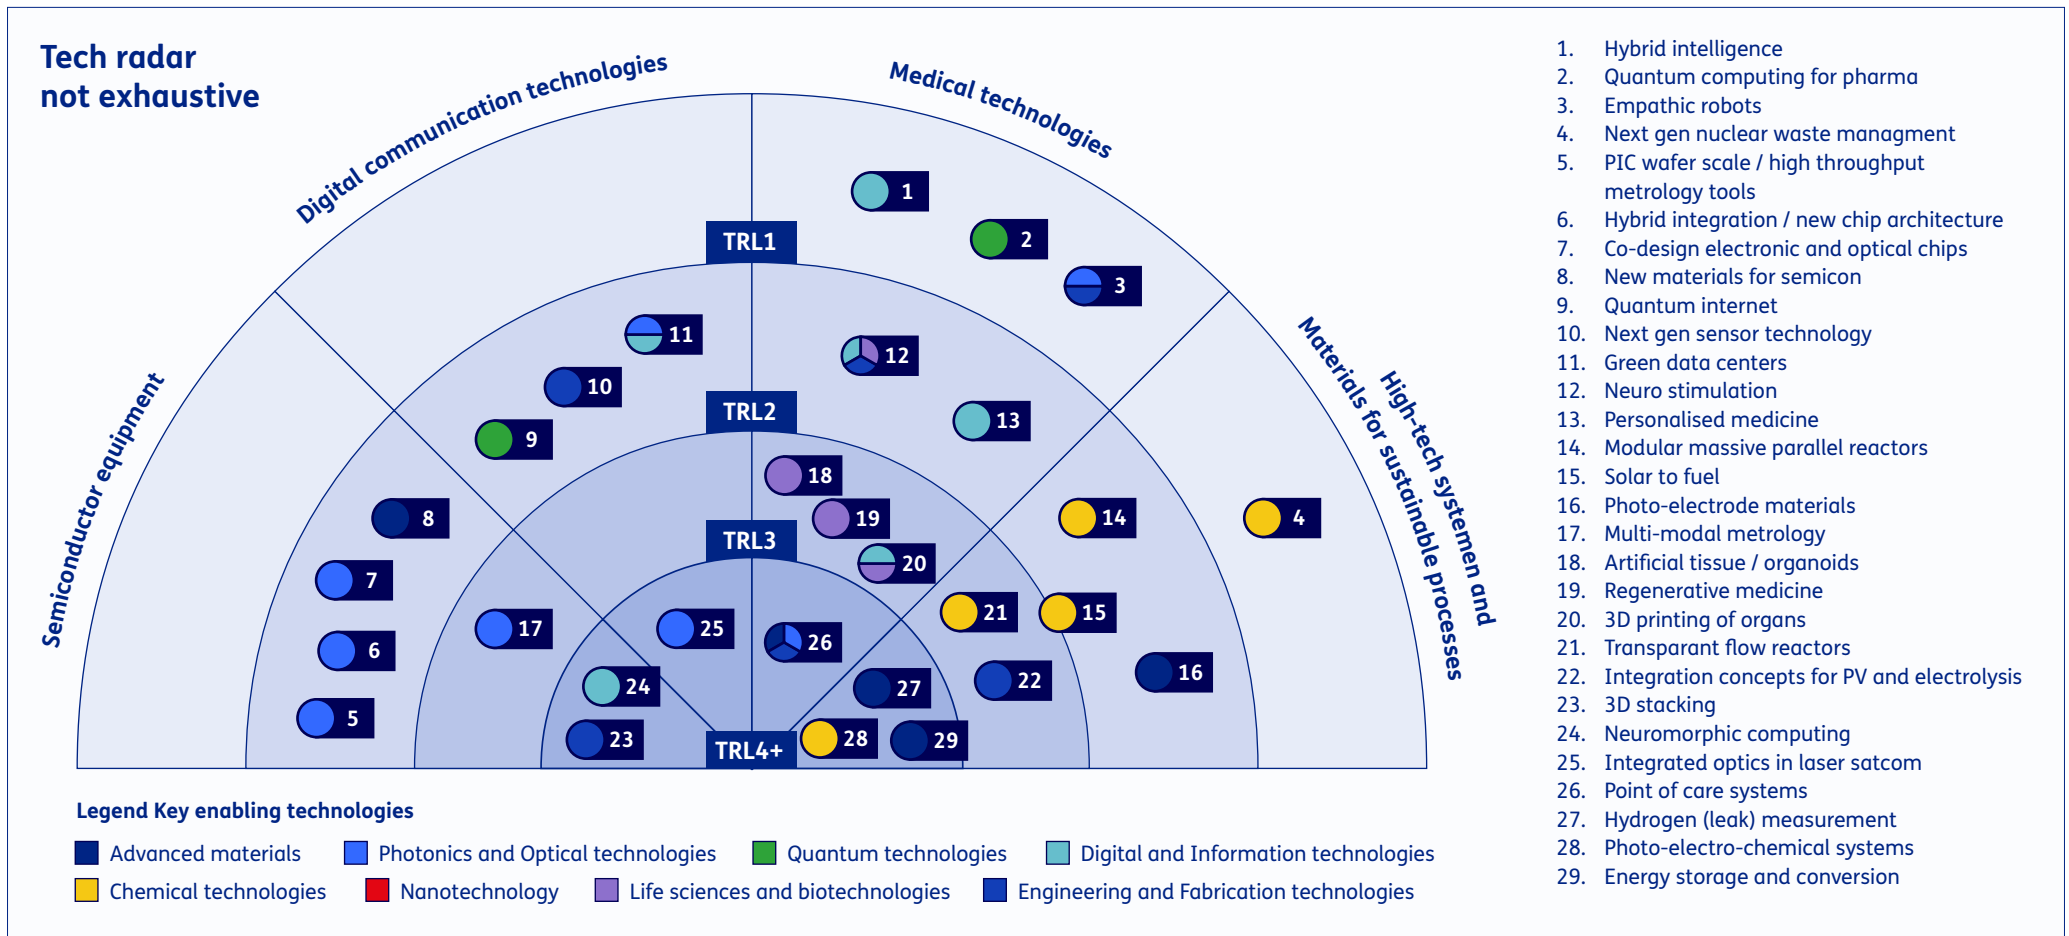 Tech radar
not exhaustive
Digital communication technologies
Medical technologies
Semiconductor equipment
High-tech systemen and
Materials for sustainable processes
TRL1
TRL2
TRL3
TRL4+
1
2
3
4
5
6
7
8
9
10
11
12
13
14
15
16
17
18
19
20
21
22
23
24
25
26
27
28
29
1. Hybrid intelligence
2. Quantum computing for pharma
3. Empathic robots
4. Next gen nuclear waste managment
5. PIC wafer scale / high throughput
metrology tools
6. Hybrid integration / new chip architecture
7. Co-design electronic and optical chips
8. New materials for semicon
9. Quantum internet
10. Next gen sensor technology
11. Green data centers
12. Neuro stimulation
13. Personalised medicine
14. Modular massive parallel reactors
15. Solar to fuel
16. Photo-electrode materials
17. Multi-modal metrology
18. Artificial tissue / organoids
19. Regenerative medicine
20. 3D printing of organs
21. Transparant flow reactors
22. Integration concepts for PV and electrolysis
23. 3D stacking
24. Neuromorphic computing
25. Integrated optics in laser satcom
26. Point of care systems
27. Hydrogen (leak) measurement
28. Photo-electro-chemical systems
29. Energy storage and conversion
Legend Key enabling technologies
Advanced materials
Photonics and Optical technologies
Quantum technologies
Digital and Information technologies
Chemical technologies
Nanotechnology
Life sciences and biotechnologies
Engineering and Fabrication technologies